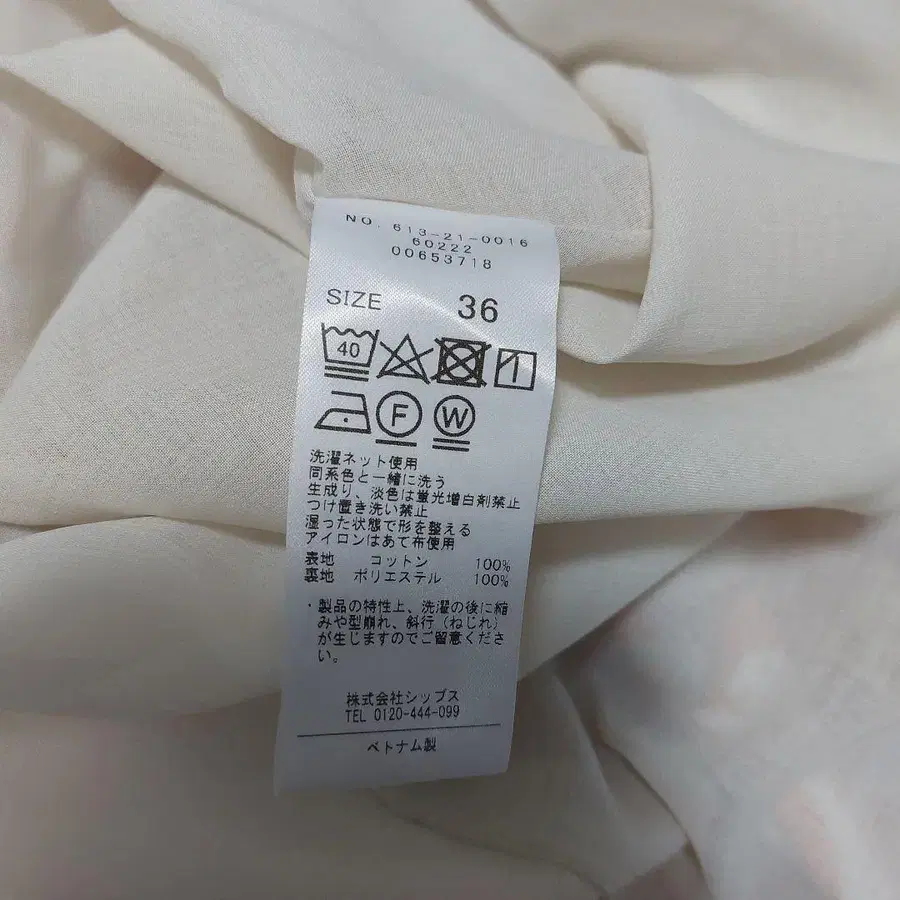 NO. 613-21-0016
60222
00653718
SIZE 36
40
F W
洗濯ネット使用
同系色と一緒に洗う
生成り、淡色は蛍光増白剤禁止
つけ置き洗い禁止
湿った状態で形を整える
アイロンはあて布使用
表地 コットン 100%
裏地 ポリエステル 100%
・製品の特性上、洗濯の後に縮
みや型崩れ、斜行(ねじれ)
が生じますのでご留意くださ
い。
株式会社シップス
TEL 0120-444-099
ベトナム製